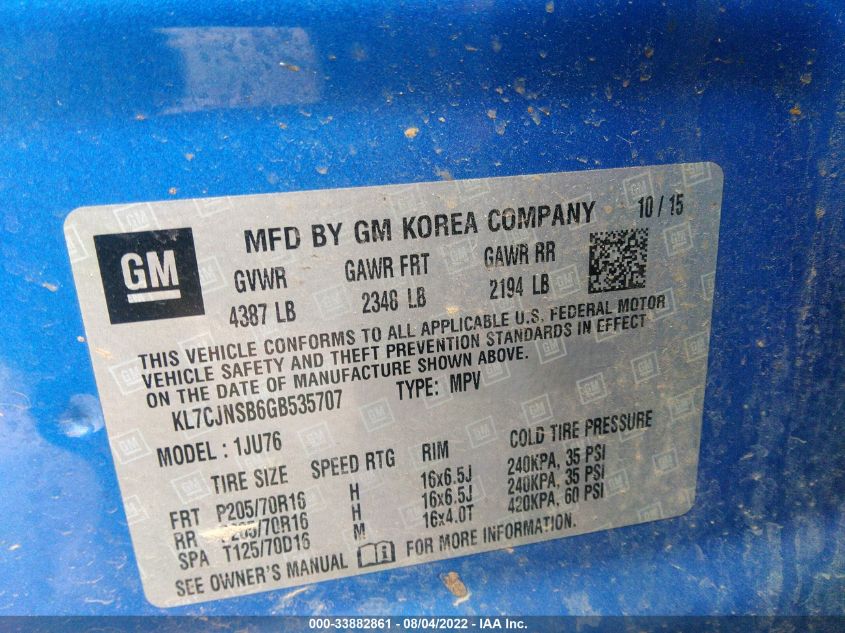 GM
MFD BY GM KOREA COMPANY 10/15
GVWR GAWR FRT GAWR RR
4387 LB 2348 LB 2194 LB
THIS VEHICLE CONFORMS TO ALL APPLICABLE U.S. FEDERAL MOTOR
VEHICLE SAFETY AND THEFT PREVENTION STANDARDS IN EFFECT
ON THE DATE OF MANUFACTURE SHOWN ABOVE.
KL7CJNSB6GB535707 TYPE: MPV
MODEL: 1JU76
TIRE SIZE SPEED RTG RIM COLD TIRE PRESSURE
FRT P205/70R16 H 16x6.5J 240KPA, 35 PSI
RR P205/70R16 H 16x6.5J 240KPA, 35 PSI
SPA T125/70D16 M 16x4.0T 420KPA, 60 PSI
SEE OWNER'S MANUAL FOR MORE INFORMATION.
000-33882861 - 08/04/2022 - IAA Inc.